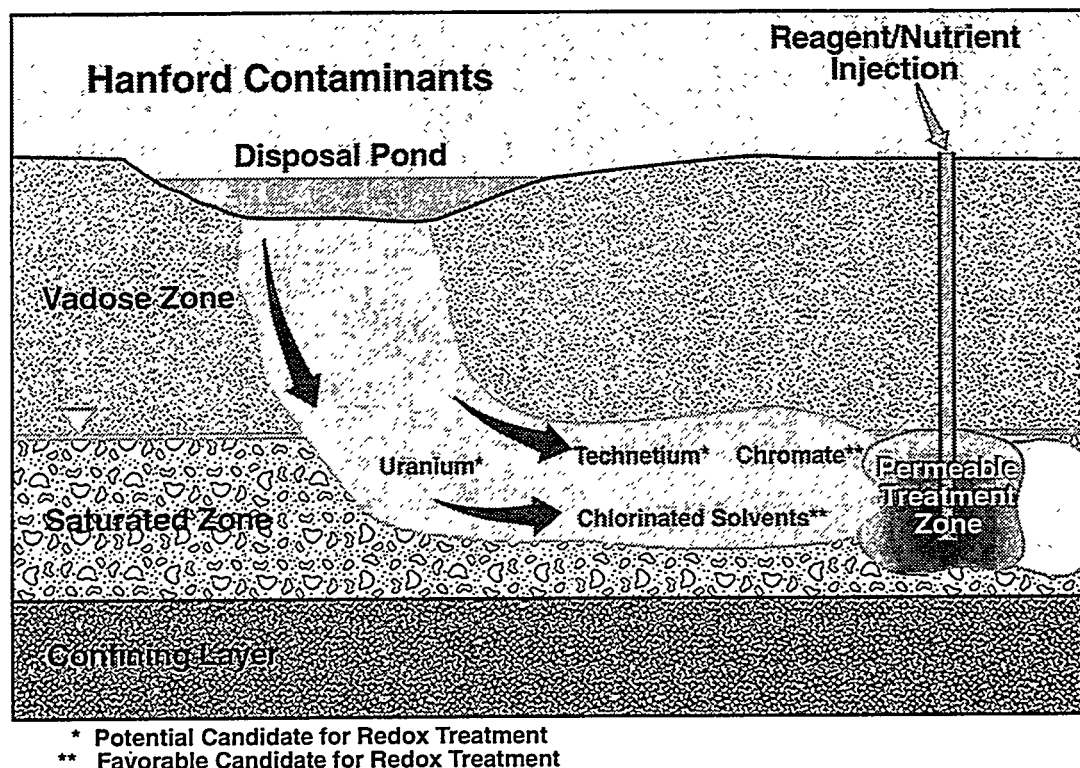 Reagent/Nutrient
Injection
Hanford Contaminants
Disposal Pond
Vadose Zone
Uranium*
Technetium*
Chromate**
Chlorinated Solvents**
Permeable
Treatment
Zone
Saturated Zone
Confining Layer
* Potential Candidate for Redox Treatment
** Favorable Candidate for Redox Treatment